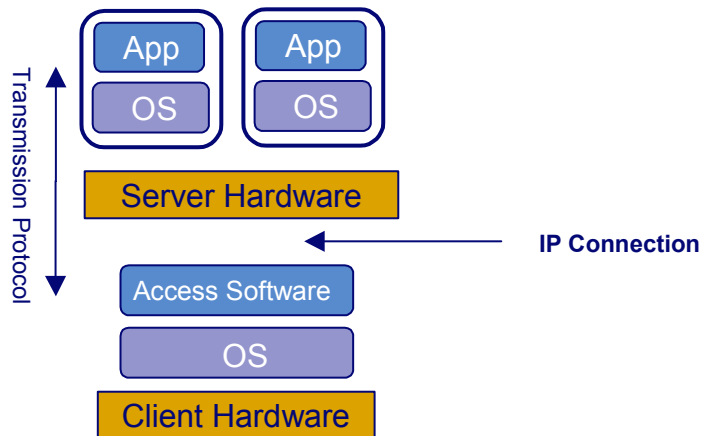 App
App
OS
OS
Transmission Protocol
Server Hardware
IP Connection
Access Software
OS
Client Hardware